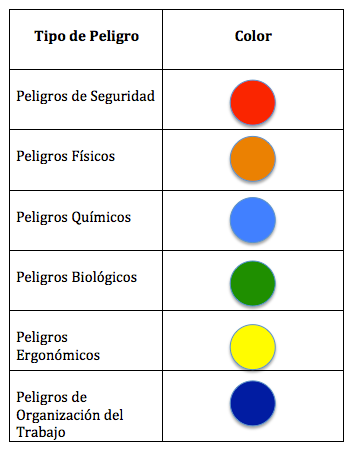 Tipo de Peligro Color
Peligros de Seguridad
Peligros Físicos
Peligros Químicos
Peligros Biológicos
Peligros
Ergonómicos
Peligros de
Organización del
Trabajo